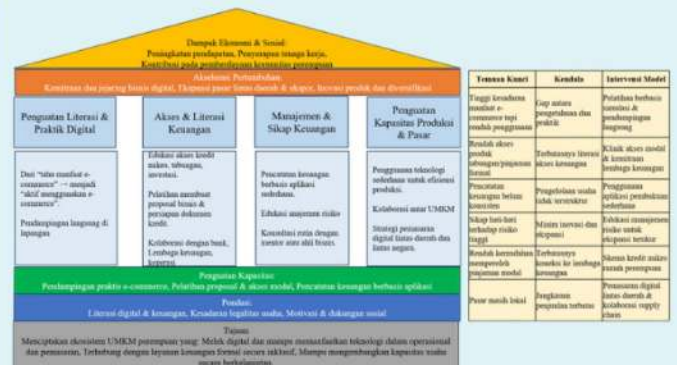 Dampak Ekonomi & Sosial:
Peningkatan pendapatan, Penyerapan tenaga kerja,
Kontribusi pada pemberdayaan komunitas perempuan
Akselerasi Pertumbuhan:
Kemitraan dan jejaring bisnis digital, Ekspansi pasar lintas daerah & ekspor, Inovasi produk dan diversifikasi
Penguatan Literasi &
Praktik Digital
Akses & Literasi
Keuangan
Manajemen &
Sikap Keuangan
Penguatan
Kapasitas Produksi
& Pasar
Dari "tahu manfaat e-
commerce" → menjadi
"aktif menggunakan e-
commerce".
Pendampingan langsung di
lapangan
Edukasi akses kredit
mikro, tabungan,
investasi.
Pelatihan membuat
proposal bisnis &
persiapan dokumen
kredit.
Kolaborasi dengan bank,
Lembaga keuangan,
koperasi
Pencatatan keuangan
berbasis aplikasi
sederhana.
Edukasi manajemen risiko
Konsultasi rutin dengan
mentor atau ahli bisnis.
Penggunaan teknologi
sederhana untuk efisiensi
produksi.
Kolaborasi antar UMKM
Strategi pemasaran
digital lintas daerah dan
lintas negara.
Penguatan Kapasitas:
Pendampingan praktis e-commerce, Pelatihan proposal & akses modal, Pencatatan keuangan berbasis aplikasi
Pondasi:
Literasi digital & keuangan, Kesadaran legalitas usaha, Motivasi & dukungan sosial
Tujuan
Menciptakan ekosistem UMKM perempuan yang: Melek digital dan mampu memanfaatkan teknologi dalam operasional
dan pemasaran, Terhubung dengan layanan keuangan formal secara inklusif, Mampu mengembangkan kapasitas usaha
secara berkelanjutan.
Temuan Kunci Kendala Intervensi Model
Tinggi kesadaran
manfaat e-
commerce tapi
rendah penggunaan
Gap antara
pengetahuan dan
praktik
Pelatihan berbasis
simulasi &
pendampingan
langsung
Rendah akses
produk
tabungan/pinjaman
formal
Terbatasnya literasi
akses keuangan
Klinik akses modal
& kemitraan
lembaga keuangan
Pencatatan
keuangan belum
konsisten
Pengelolaan usaha
tidak terstruktur
Penggunaan
aplikasi pembukuan
sederhana
Sikap hati-hati
terhadap risiko
tinggi
Minim inovasi dan
ekspansi
Edukasi manajemen
risiko untuk
ekspansi terukur
Rendah kemudahan
memperoleh
pinjaman modal
Terbatasnya
koneksi ke lembaga
keuangan
Skema kredit mikro
ramah perempuan
Pasar masih lokal
Jangkauan
penjualan terbatas
Pemasaran digital
lintas daerah &
kolaborasi supply
chain